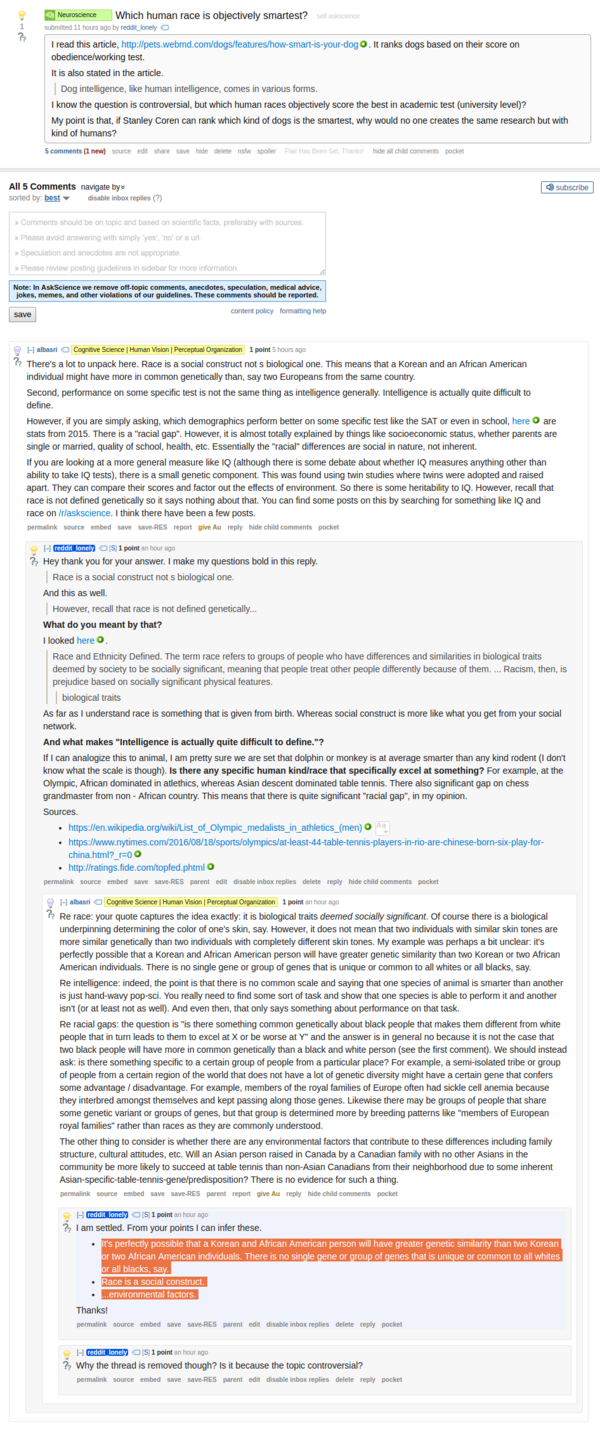 Neuroscience Which human race is objectively smartest? self.askscience
1
submitted 11 hours ago by reddit_lonely
I read this article, http://pets.webmd.com/dogs/features/how-smart-is-your-dog . It ranks dogs based on their score on
obedience/working test.
It is also stated in the article.
Dog intelligence, like human intelligence, comes in various forms.
I know the question is controversial, but which human races objectively score the best in academic test (university level)?
My point is that, if Stanley Coren can rank which kind of dogs is the smartest, why would no one creates the same research but with
kind of humans?
5 comments (1 new) source edit share save hide delete nsfw spoiler Flair Has Been Set, Thanks! hide all child comments pocket
All 5 Comments navigate by
subscribe
sorted by: best disable inbox replies (?)
» Comments should be on topic and based on scientific facts, preferably with sources.
» Please avoid answering with simply 'yes', 'no' or a url.
» Speculation and anecdotes are not appropriate.
» Please review posting guidelines in sidebar for more information.
Note: In AskScience we remove off-topic comments, anecdotes, speculation, medical advice,
jokes, memes, and other violations of our guidelines. These comments should be reported.
save content policy formatting help
[–] albasri Cognitive Science | Human Vision | Perceptual Organization 1 point 5 hours ago
There's a lot to unpack here. Race is a social construct not s biological one. This means that a Korean and an African American
individual might have more in common genetically than, say two Europeans from the same country.
Second, performance on some specific test is not the same thing as intelligence generally. Intelligence is actually quite difficult to
define.
However, if you are simply asking, which demographics perform better on some specific test like the SAT or even in school, here are
stats from 2015. There is a "racial gap". However, it is almost totally explained by things like socioeconomic status, whether parents are
single or married, quality of school, health, etc. Essentially the "racial" differences are social in nature, not inherent.
If you are looking at a more general measure like IQ (although there is some debate about whether IQ measures anything other than
ability to take IQ tests), there is a small genetic component. This was found using twin studies where twins were adopted and raised
apart. They can compare their scores and factor out the effects of environment. So there is some heritability to IQ. However, recall that
race is not defined genetically so it says nothing about that. You can find some posts on this by searching for something like IQ and
race on /r/askscience. I think there have been a few posts.
permalink source embed save save-RES report give Au reply hide child comments pocket
[–] reddit_lonely [S] 1 point an hour ago
Hey thank you for your answer. I make my questions bold in this reply.
Race is a social construct not s biological one.
And this as well.
However, recall that race is not defined genetically...
What do you meant by that?
I looked here .
Race and Ethnicity Defined. The term race refers to groups of people who have differences and similarities in biological traits
deemed by society to be socially significant, meaning that people treat other people differently because of them. ... Racism, then, is
prejudice based on socially significant physical features.
biological traits
As far as I understand race is something that is given from birth. Whereas social construct is more like what you get from your social
network.
And what makes "Intelligence is actually quite difficult to define."?
If I can analogize this to animal, I am pretty sure we are set that dolphin or monkey is at average smarter than any kind rodent (I don't
know what the scale is though). Is there any specific human kind/race that specifically excel at something? For example, at the
Olympic, African dominated in atlethics, whereas Asian descent dominated table tennis. There also significant gap on chess
grandmaster from non - African country. This means that there is quite significant "racial gap", in my opinion.
Sources.
• https://en.wikipedia.org/wiki/List_of_Olympic_medalists_in_athletics_(men) Aa
• https://www.nytimes.com/2016/08/18/sports/olympics/at-least-44-table-tennis-players-in-rio-are-chinese-born-six-play-for-
china.html?_r=0
• http://ratings.fide.com/topfed.phtml
permalink source embed save save-RES parent edit disable inbox replies delete reply hide child comments pocket
[–] albasri Cognitive Science | Human Vision | Perceptual Organization 1 point an hour ago
Re race: your quote captures the idea exactly: it is biological traits deemed socially significant. Of course there is a biological
underpinning determining the color of one's skin, say. However, it does not mean that two individuals with similar skin tones are
more similar genetically than two individuals with completely different skin tones. My example was perhaps a bit unclear: it's
perfectly possible that a Korean and African American person will have greater genetic similarity than two Korean or two African
American individuals. There is no single gene or group of genes that is unique or common to all whites or all blacks, say.
Re intelligence: indeed, the point is that there is no common scale and saying that one species of animal is smarter than another
is just hand-wavy pop-sci. You really need to find some sort of task and show that one species is able to perform it and another
isn't (or at least not as well). And even then, that only says something about performance on that task.
Re racial gaps: the question is "is there something common genetically about black people that makes them different from white
people that in turn leads to them to excel at X or be worse at Y" and the answer is in general no because it is not the case that
two black people will have more in common genetically than a black and white person (see the first comment). We should instead
ask: is there something specific to a certain group of people from a particular place? For example, a semi-isolated tribe or group
of people from a certain region of the world that does not have a lot of genetic diversity might have a certain gene that confers
some advantage / disadvantage. For example, members of the royal families of Europe often had sickle cell anemia because
they interbred amongst themselves and kept passing along those genes. Likewise there may be groups of people that share
some genetic variant or groups of genes, but that group is determined more by breeding patterns like "members of European
royal families" rather than races as they are commonly understood.
The other thing to consider is whether there are any environmental factors that contribute to these differences including family
structure, cultural attitudes, etc. Will an Asian person raised in Canada by a Canadian family with no other Asians in the
community be more likely to succeed at table tennis than non-Asian Canadians from their neighborhood due to some inherent
Asian-specific-table-tennis-gene/predisposition? There is no evidence for such a thing.
permalink source embed save save-RES parent report give Au reply hide child comments pocket
[–] reddit_lonely [S] 1 point an hour ago
I am settled. From your points I can infer these.
• It's perfectly possible that a Korean and African American person will have greater genetic similarity than two Korean
or two African American individuals. There is no single gene or group of genes that is unique or common to all whites
or all blacks, say.
• Race is a social construct.
• ...environmental factors.
Thanks!
permalink source embed save save-RES parent edit disable inbox replies delete reply pocket
[–] reddit_lonely [S] 1 point an hour ago
Why the thread is removed though? Is it because the topic controversial?
permalink source embed save save-RES parent edit disable inbox replies delete reply pocket